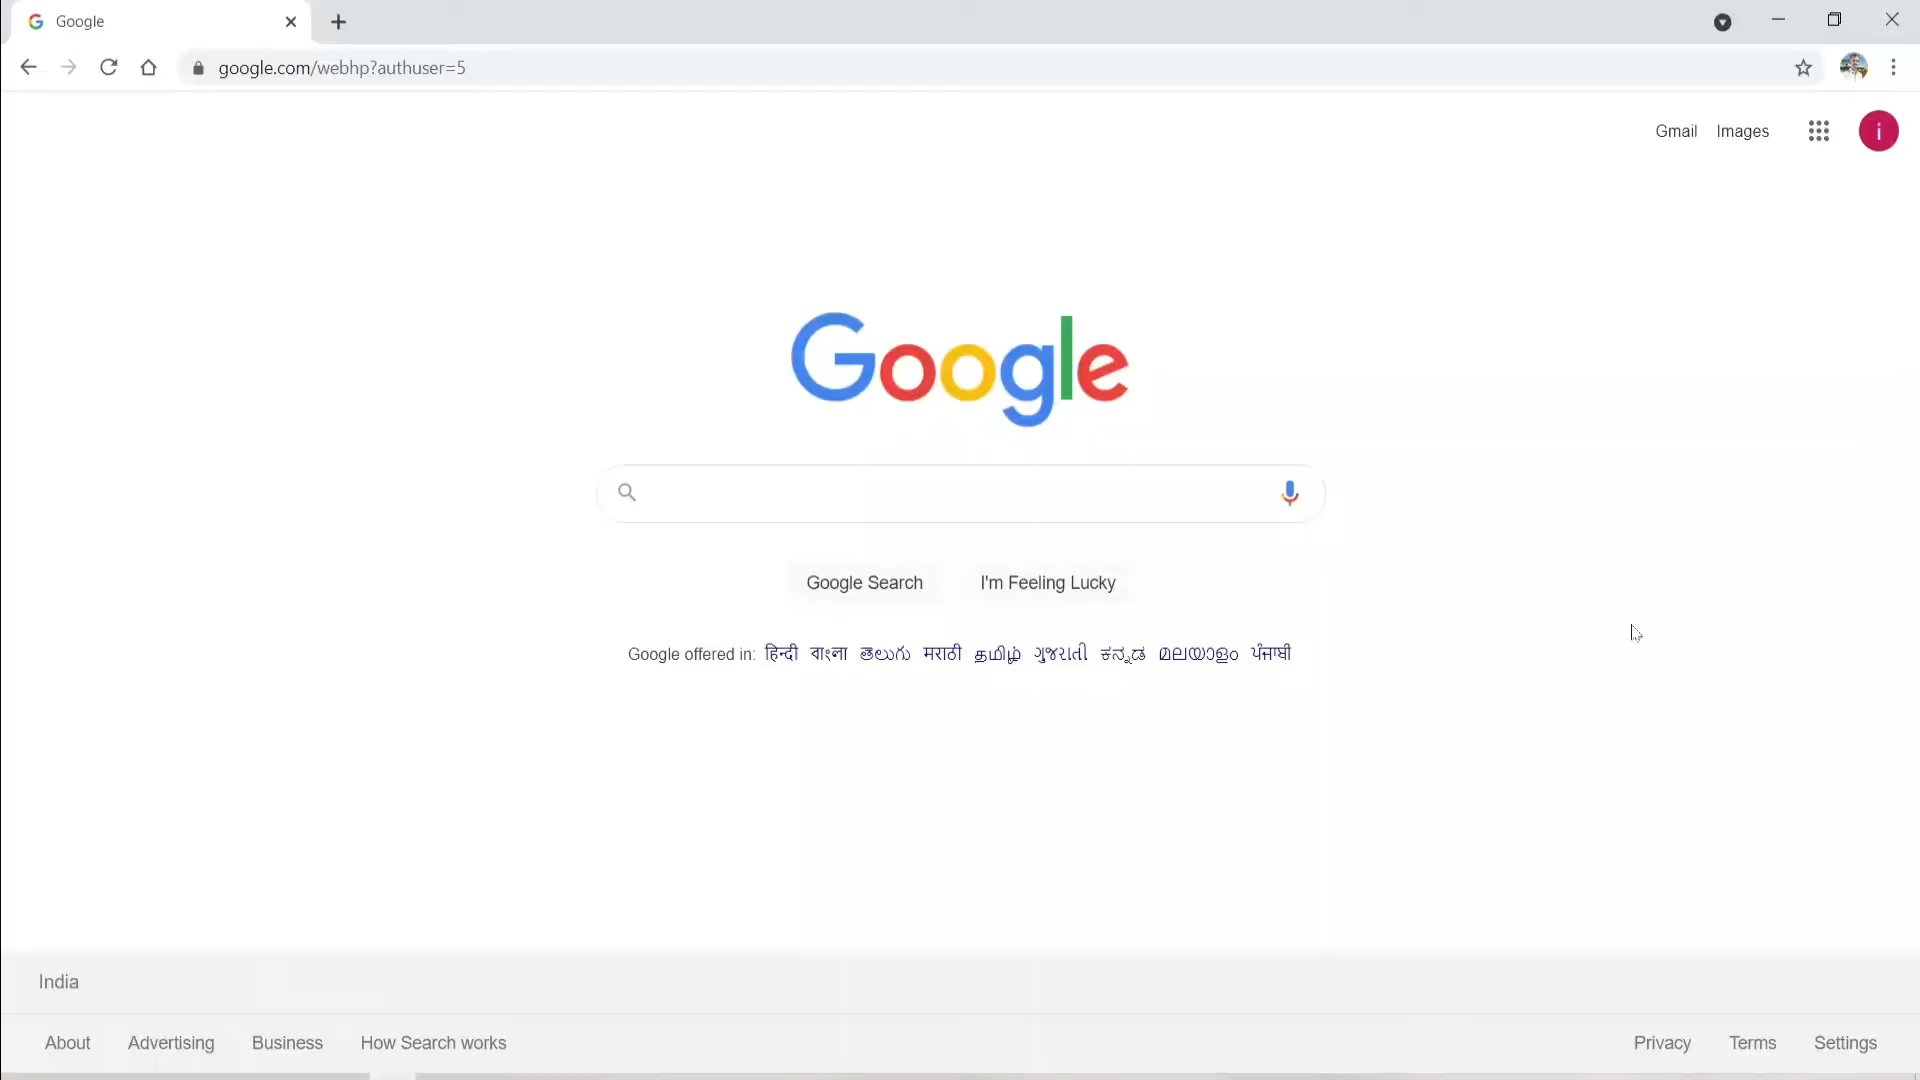 Google
google.com/webhp?authuser=5
Gmail Images
i
Google
Google Search I'm Feeling Lucky
Google offered in: हिन्दी বাংলা తెలుగు मराठी தமிழ் ગુજરાતી ಕನ್ನಡ മലയാളം ਪੰਜਾਬੀ
India
About Advertising Business How Search works Privacy Terms Settings